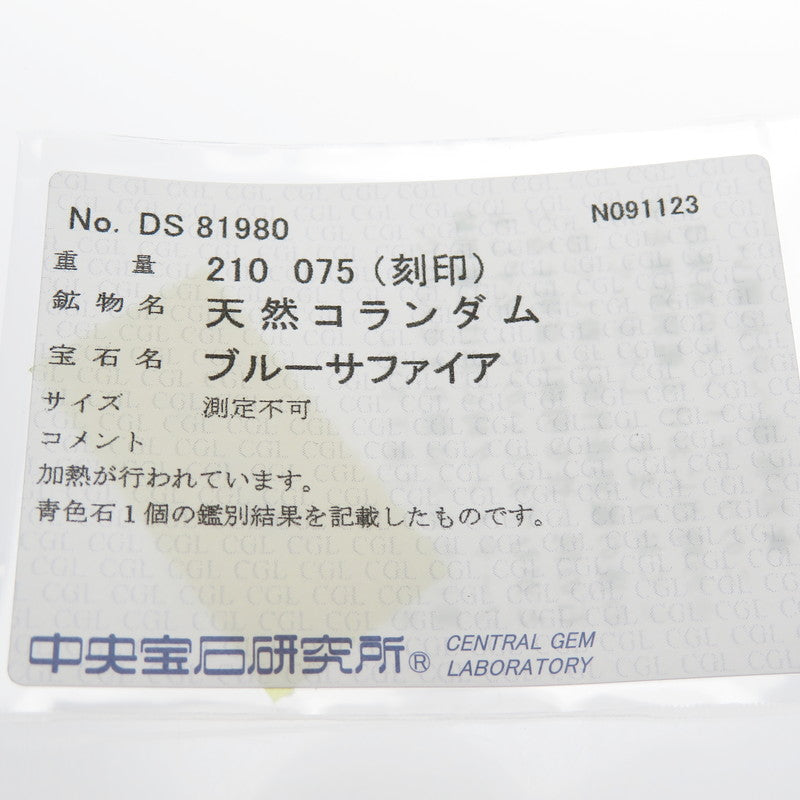 No. DS 81980 N091123
重量 210 075 (刻印)
鉱物名 天然コランダム
宝石名 ブルーサファイア
サイズ 測定不可
コメント
加熱が行われています。
青色石1個の鑑別結果を記載したものです。
中央宝石研究所® CENTRAL GEM
LABORATORY